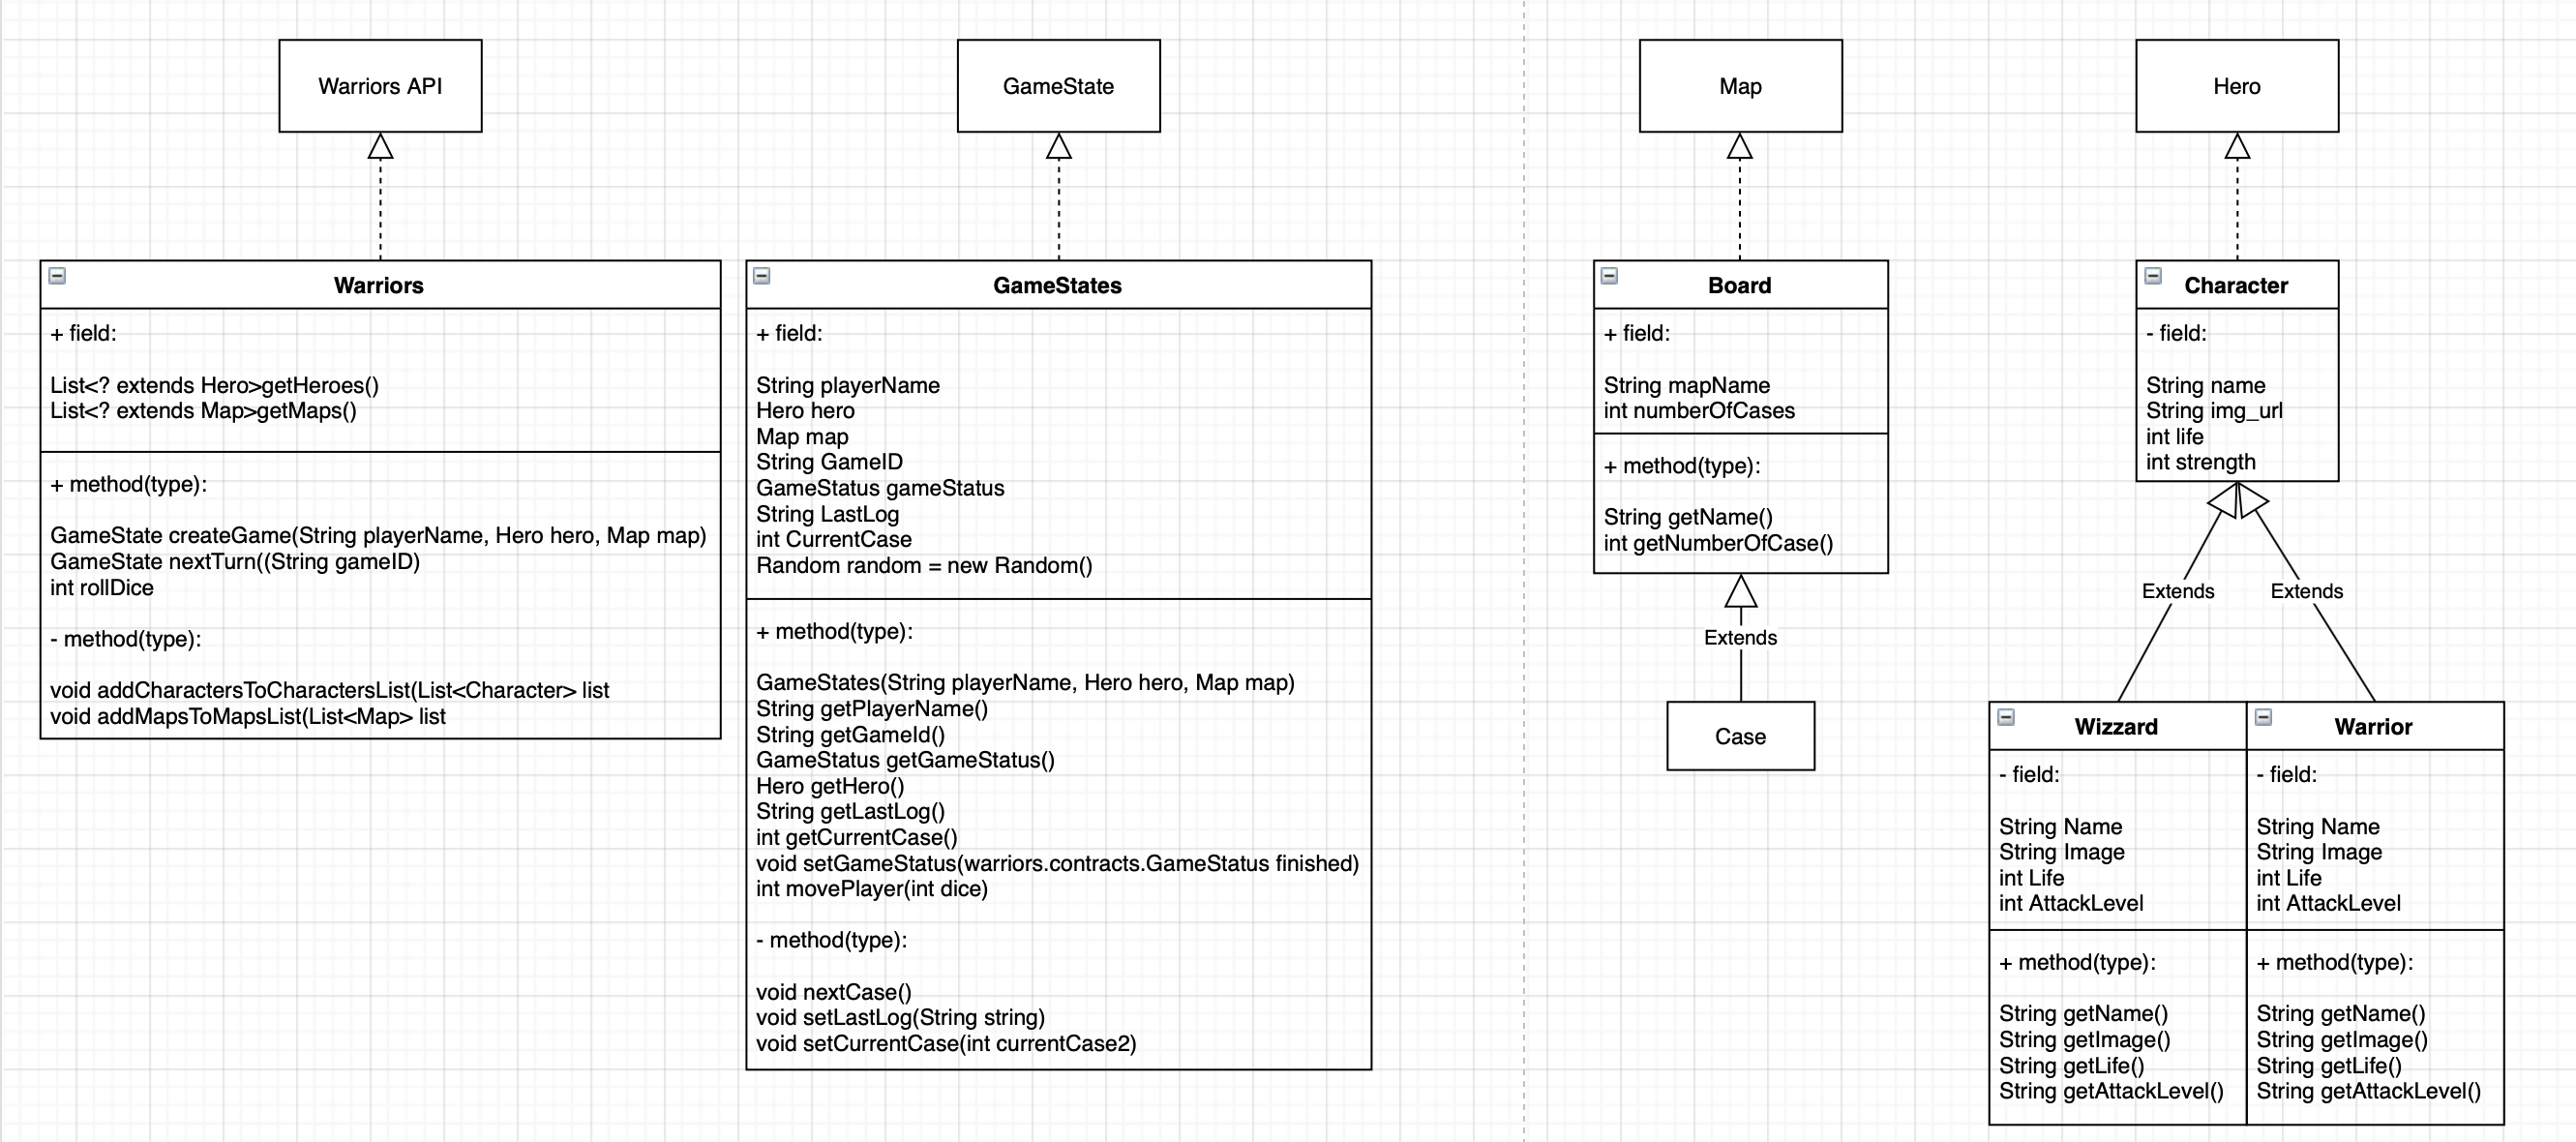 Warriors API
GameState
Map
Hero
Warriors
+ field:
List<? extends Hero>getHeroes()
List<? extends Map>getMaps()
+ method(type):
GameState createGame(String playerName, Hero hero, Map map)
GameState nextTurn((String gameID)
int rollDice
- method(type):
void addCharactersToCharactersList(List<Character> list
void addMapsToMapsList(List<Map> list
GameStates
+ field:
String playerName
Hero hero
Map map
String GameID
GameStatus gameStatus
String LastLog
int CurrentCase
Random random = new Random()
+ method(type):
GameStates(String playerName, Hero hero, Map map)
String getPlayerName()
String getGameId()
GameStatus getGameStatus()
Hero getHero()
String getLastLog()
int getCurrentCase()
void setGameStatus(warriors.contracts.GameStatus finished)
int movePlayer(int dice)
- method(type):
void nextCase()
void setLastLog(String string)
void setCurrentCase(int currentCase2)
Board
+ field:
String mapName
int numberOfCases
+ method(type):
String getName()
int getNumberOfCase()
Extends
Case
Character
- field:
String name
String img_url
int life
int strength
Extends
Extends
Wizzard
- field:
String Name
String Image
int Life
int AttackLevel
+ method(type):
String getName()
String getImage()
String getLife()
String getAttackLevel()
Warrior
- field:
String Name
String Image
int Life
int AttackLevel
+ method(type):
String getName()
String getImage()
String getLife()
String getAttackLevel()